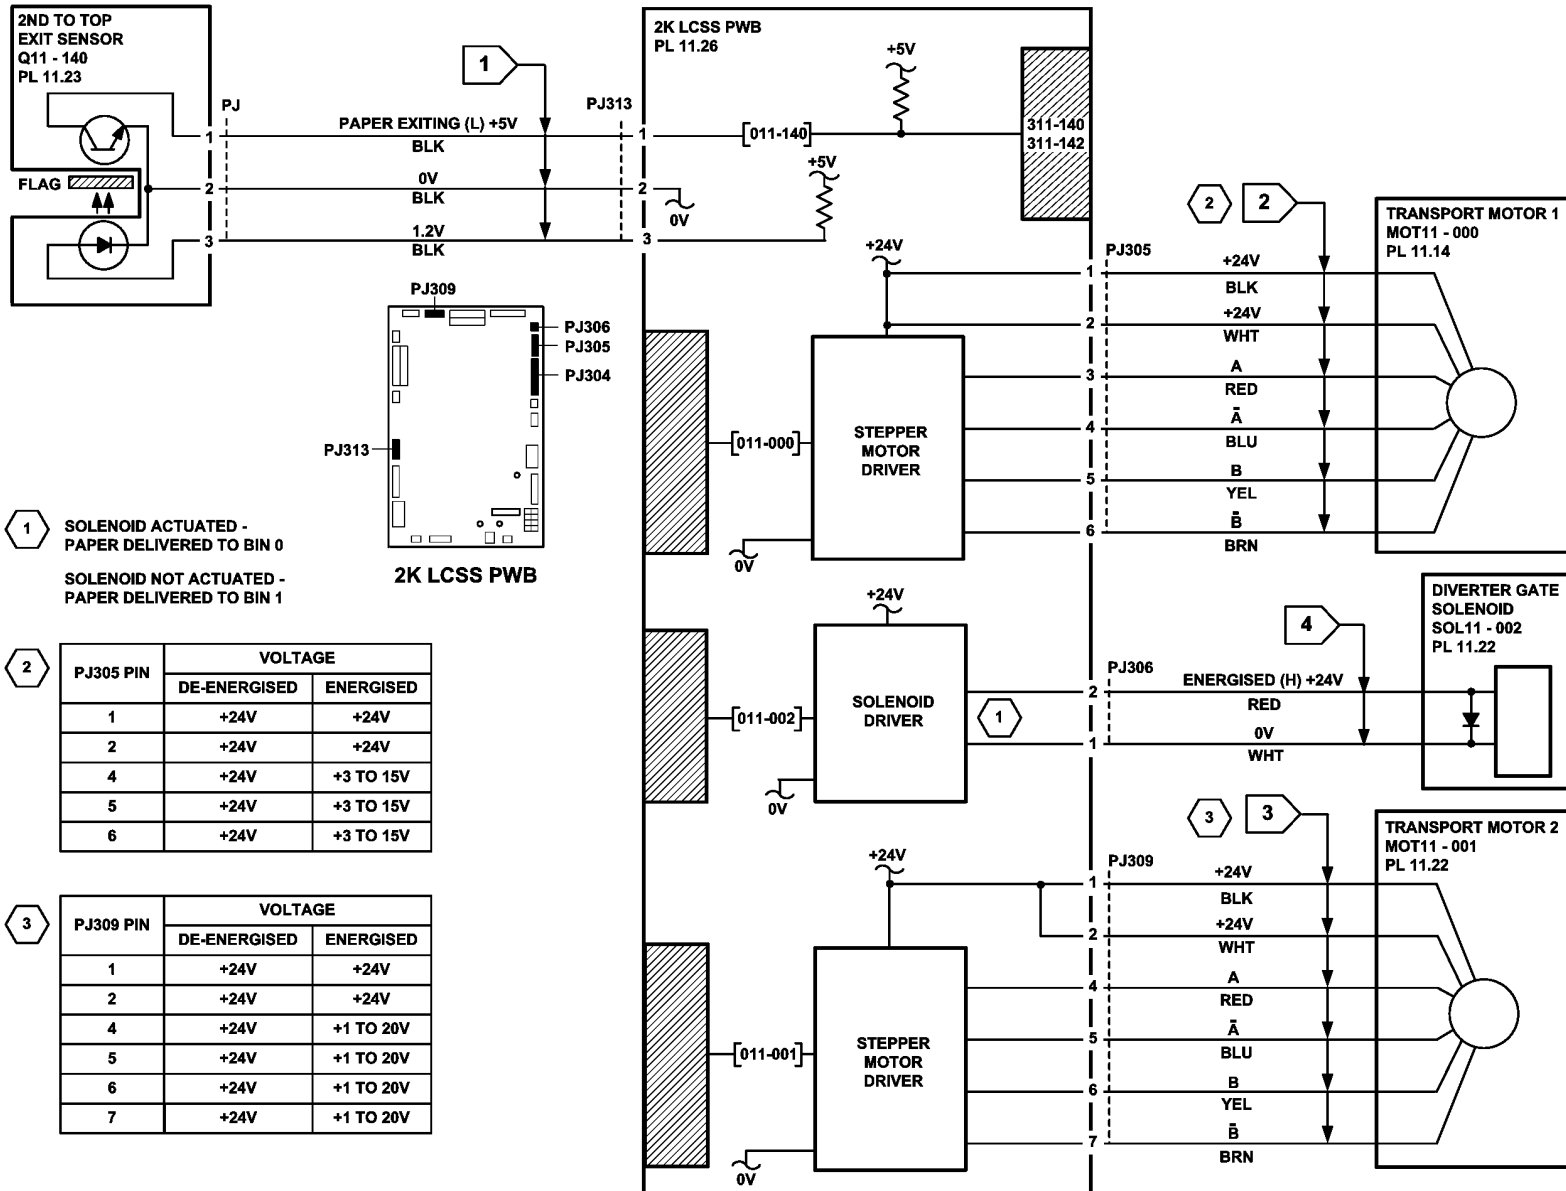 2ND TO TOP
EXIT SENSOR
Q11 - 140
PL 11.23
FLAG
1
2
3
PJ
1
PAPER EXITING (L) +5V
BLK
0V
BLK
1.2V
BLK
PJ313
1
2
3
2K LCSS PWB
PL 11.26
[011-140]
+5V
+5V
0V
311-140
311-142
PJ309
PJ306
PJ305
PJ304
PJ313
2K LCSS PWB
1
SOLENOID ACTUATED -
PAPER DELIVERED TO BIN 0
SOLENOID NOT ACTUATED -
PAPER DELIVERED TO BIN 1
2
PJ305 PIN VOLTAGE
DE-ENERGISED ENERGISED
1 +24V +24V
2 +24V +24V
4 +24V +3 TO 15V
5 +24V +3 TO 15V
6 +24V +3 TO 15V
3
PJ309 PIN VOLTAGE
DE-ENERGISED ENERGISED
1 +24V +24V
2 +24V +24V
4 +24V +1 TO 20V
5 +24V +1 TO 20V
6 +24V +1 TO 20V
7 +24V +1 TO 20V
+24V
[011-000]
STEPPER
MOTOR
DRIVER
0V
1
2
3
4
5
6
PJ305
2
2
+24V
BLK
+24V
WHT
A
RED
Ā
BLU
B
YEL
B̄
BRN
TRANSPORT MOTOR 1
MOT11 - 000
PL 11.14
+24V
[011-002]
SOLENOID
DRIVER
0V
1
2
1
PJ306
4
ENERGISED (H) +24V
RED
0V
WHT
DIVERTER GATE
SOLENOID
SOL11 - 002
PL 11.22
+24V
[011-001]
STEPPER
MOTOR
DRIVER
0V
1
2
4
5
6
7
PJ309
3
3
+24V
BLK
+24V
WHT
A
RED
Ā
BLU
B
YEL
B̄
BRN
TRANSPORT MOTOR 2
MOT11 - 001
PL 11.22